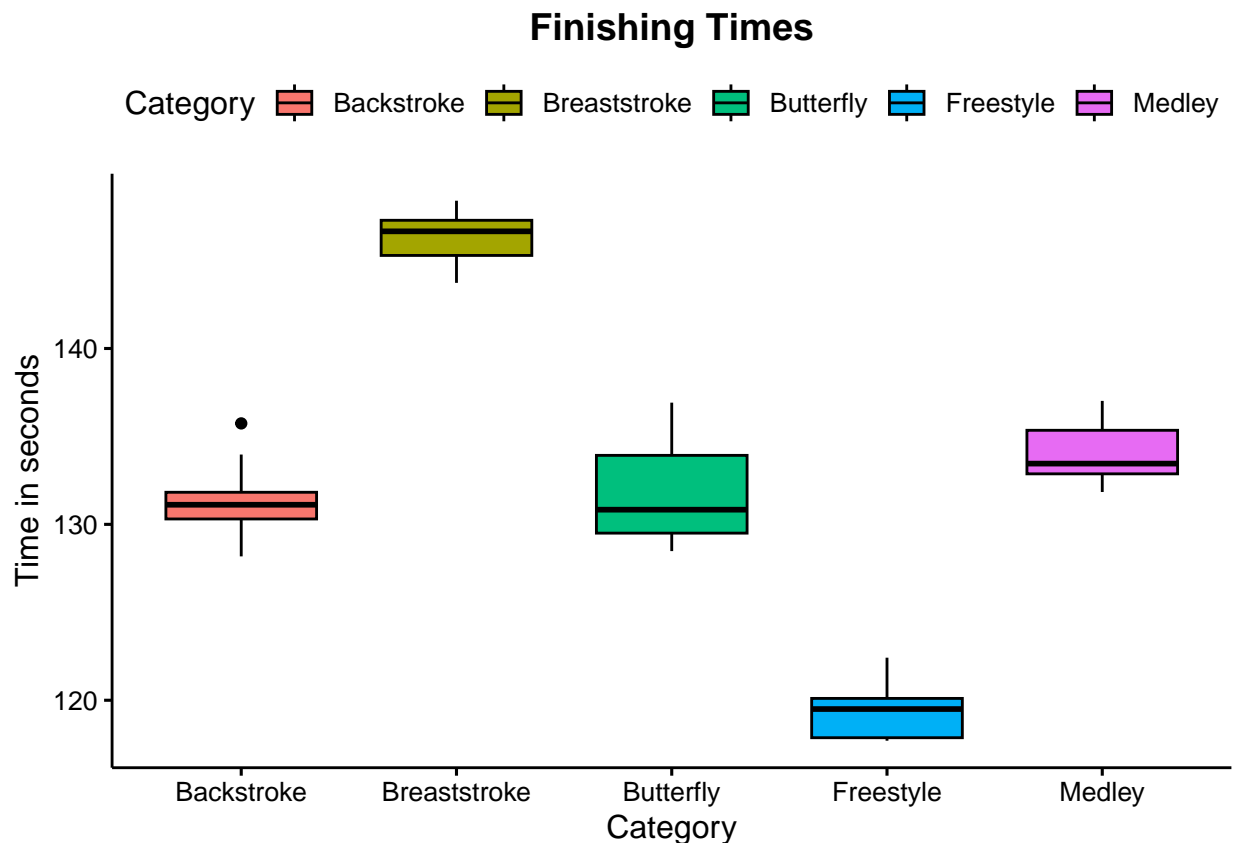 Finishing Times
Category Backstroke Breaststroke Butterfly Freestyle Medley
Time in seconds
140
130
120
Backstroke Breaststroke Butterfly Freestyle Medley
Category